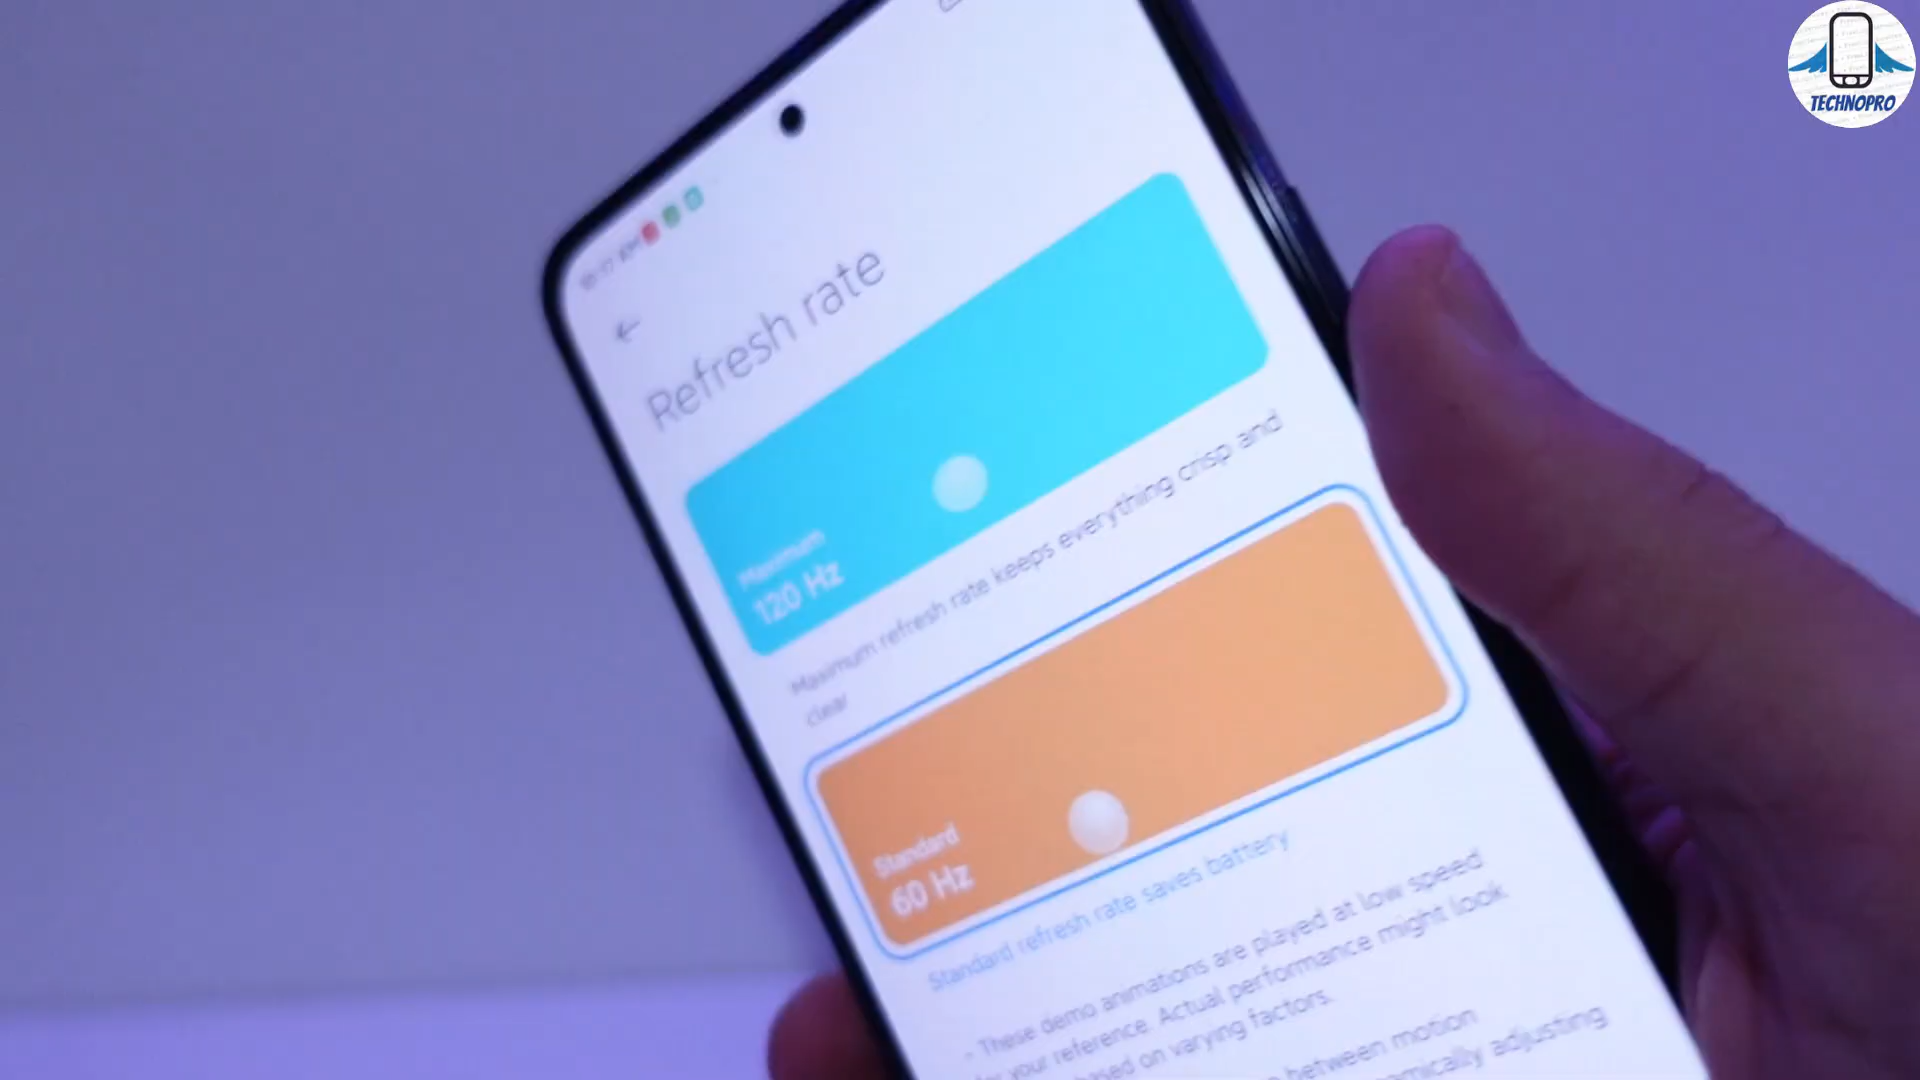 TECHNOPRO
Refresh rate
Maximum
120 Hz
Maximum refresh rate keeps everything crisp and
clear
Standard
60 Hz
Standard refresh rate saves battery
- These demo animations are played at low speed
for your reference. Actual performance might look
based on varying factors.
between motion
adjusting